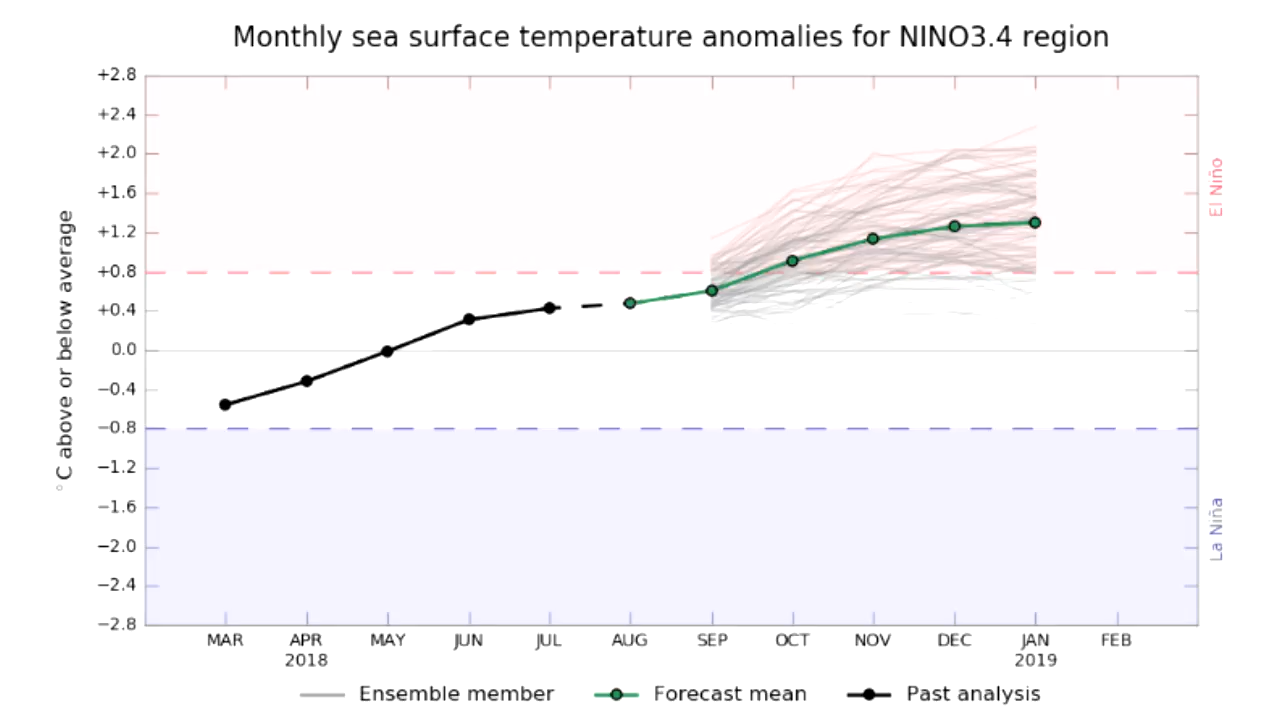 Monthly sea surface temperature anomalies for NINO3.4 region
° C above or below average
+2.8
+2.4
+2.0
+1.6
+1.2
+0.8
+0.4
0.0
−0.4
−0.8
−1.2
−1.6
−2.0
−2.4
−2.8
El Niño
La Niña
MAR APR MAY JUN JUL AUG SEP OCT NOV DEC JAN FEB
2018 2019
Ensemble member Forecast mean Past analysis